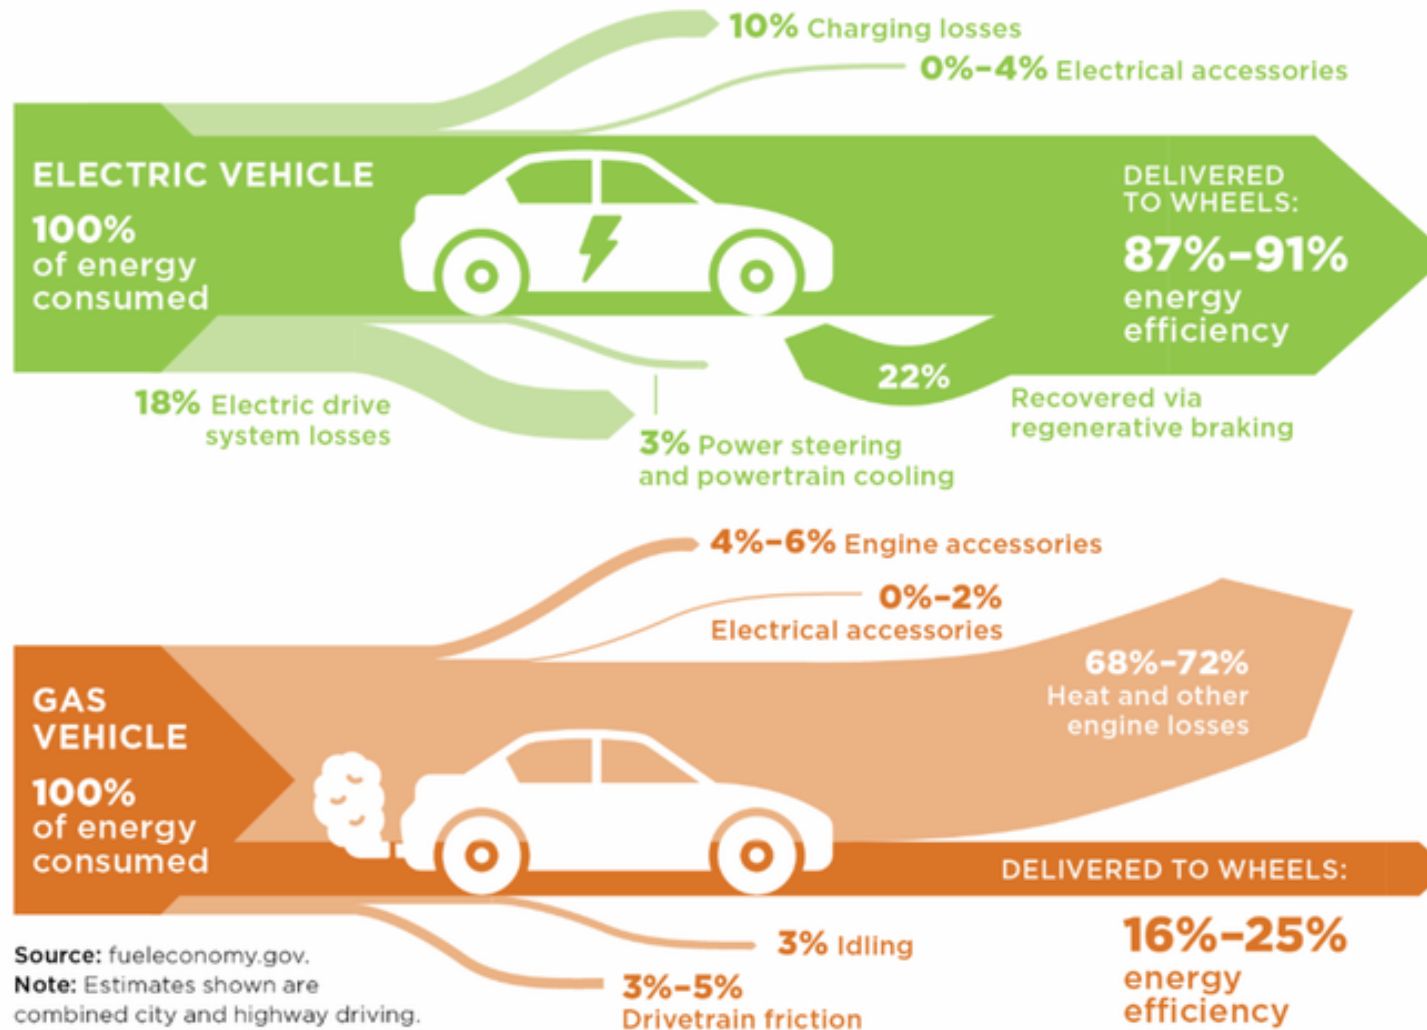 10% Charging losses
0%–4% Electrical accessories
ELECTRIC VEHICLE
100%
of energy
consumed
DELIVERED
TO WHEELS:
87%–91%
energy
efficiency
18% Electric drive
system losses
3% Power steering
and powertrain cooling
22%
Recovered via
regenerative braking
4%–6% Engine accessories
0%–2%
Electrical accessories
68%–72%
Heat and other
engine losses
GAS
VEHICLE
100%
of energy
consumed
DELIVERED TO WHEELS:
16%–25%
energy
efficiency
3% Idling
3%–5%
Drivetrain friction
Source: fueleconomy.gov.
Note: Estimates shown are
combined city and highway driving.